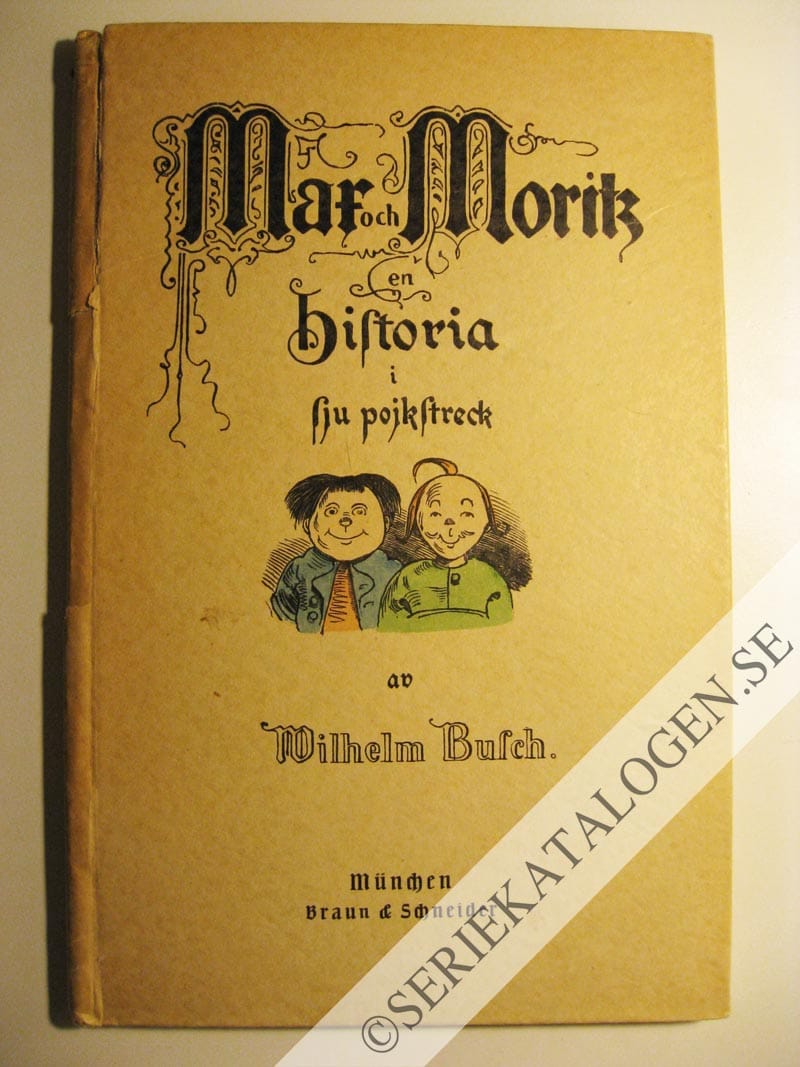 Max och Moritz
en
hiſtoria
i
ſju pojkſtreck
av
Wilhelm Buſch.
München
Braun & Schneider
©SERIEKATALOGEN.SE